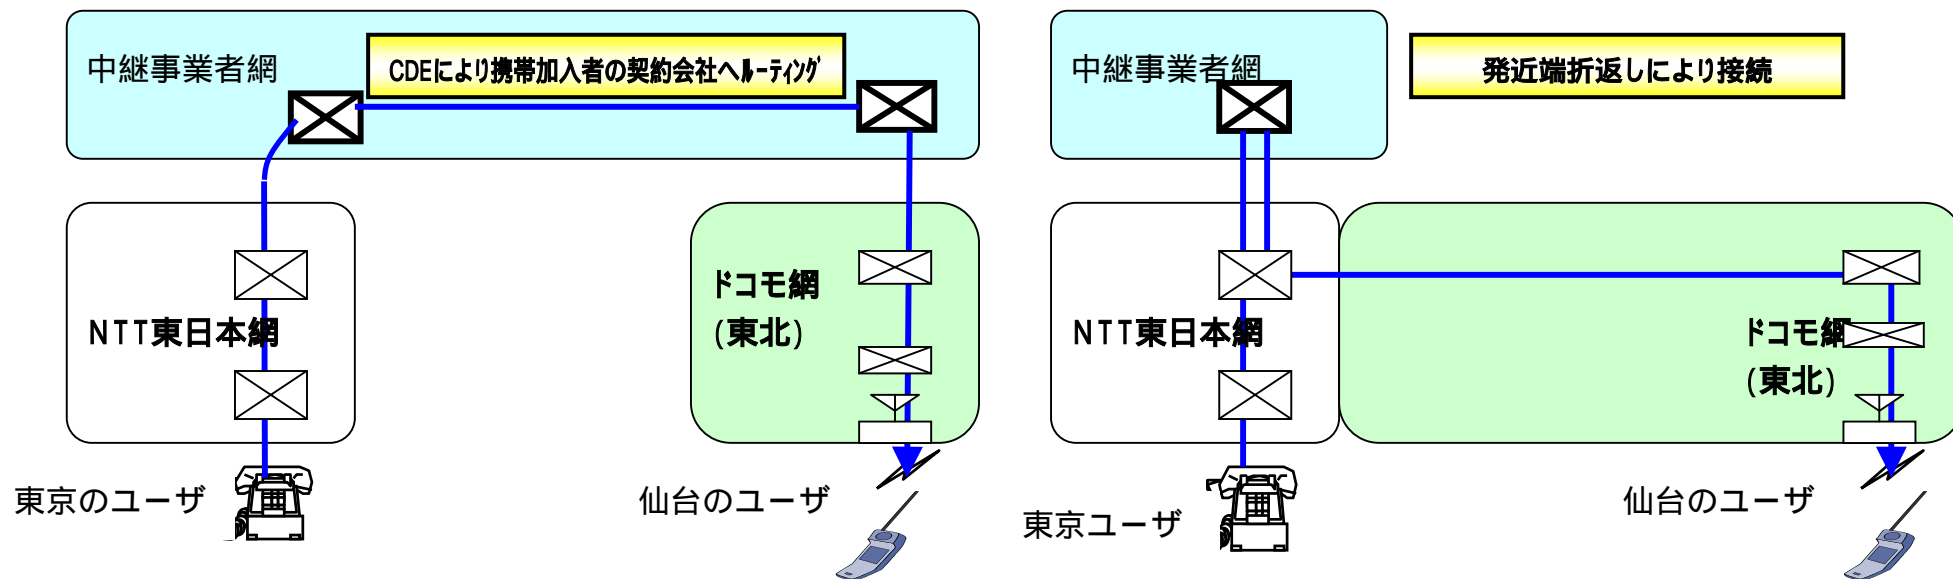 中継事業者網
CDEにより携帯加入者の契約会社へルーティング
NTT東日本網
ドコモ網
(東北)
東京のユーザ
仙台のユーザ
中継事業者網
発近端折返しにより接続
NTT東日本網
ドコモ網
(東北)
東京ユーザ
仙台のユーザ